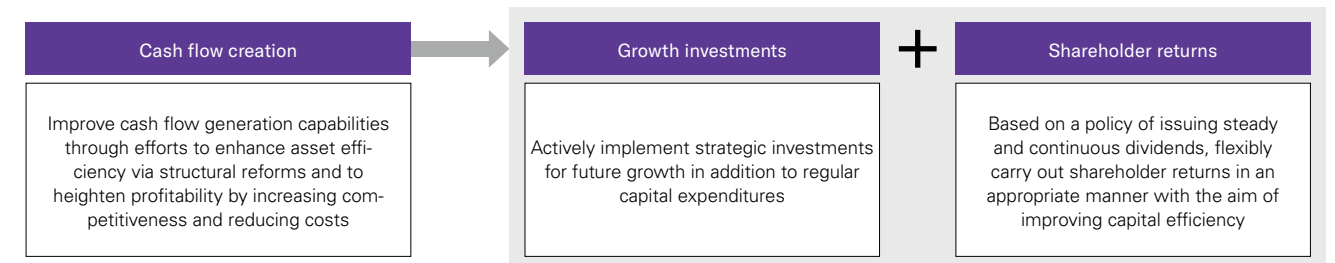 Cash flow creation
Improve cash flow generation capabilities
through efforts to enhance asset effi-
ciency via structural reforms and to
heighten profitability by increasing com-
petitiveness and reducing costs
Growth investments
Actively implement strategic investments
for future growth in addition to regular
capital expenditures
+
Shareholder returns
Based on a policy of issuing steady
and continuous dividends, flexibly
carry out shareholder returns in an
appropriate manner with the aim of
improving capital efficiency